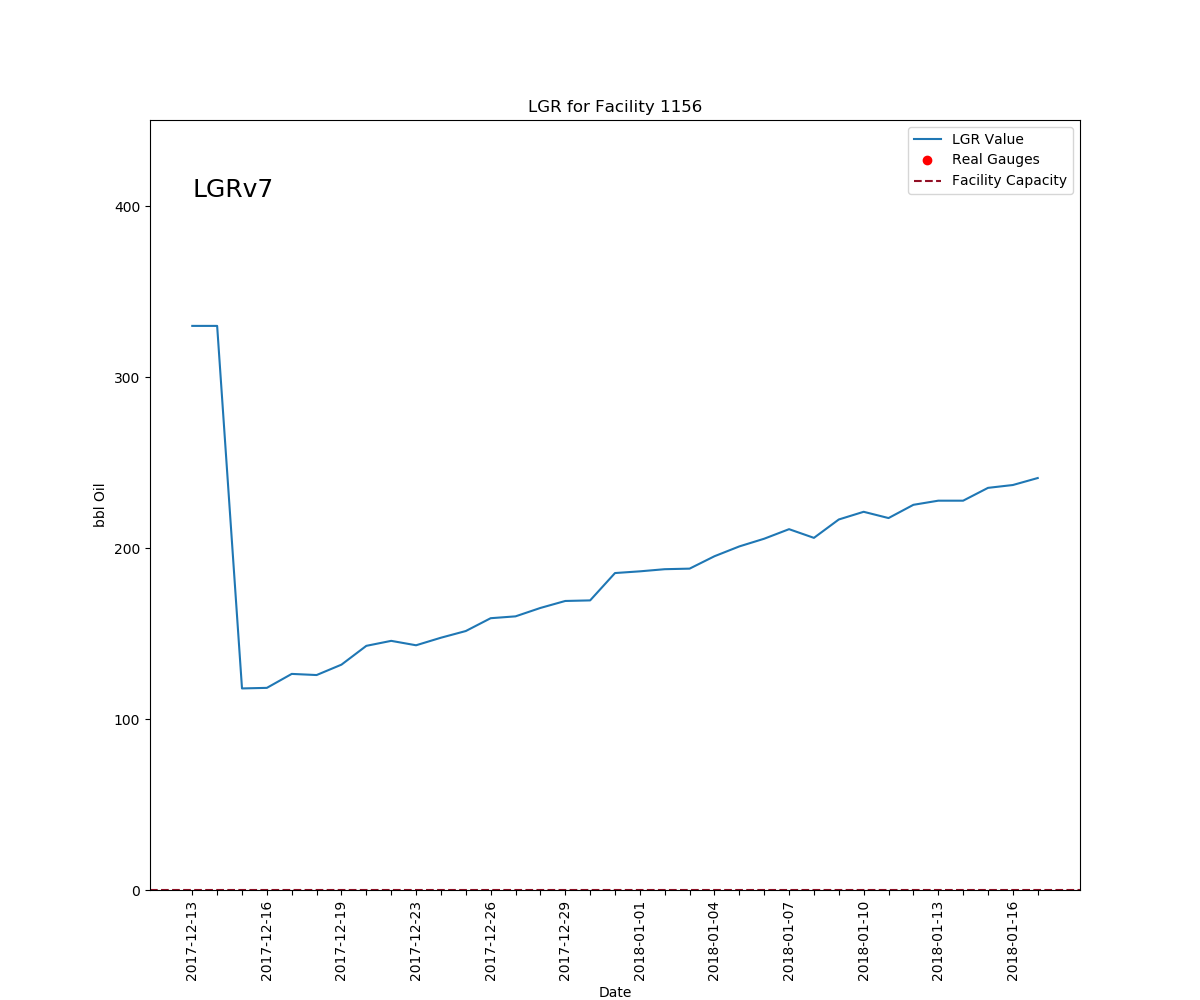 LGR for Facility 1156
LGR Value
Real Gauges
Facility Capacity
LGRv7
400
300
200
100
0
bbl Oil
2017-12-13
2017-12-16
2017-12-19
2017-12-23
2017-12-26
2017-12-29
2018-01-01
2018-01-04
2018-01-07
2018-01-10
2018-01-13
2018-01-16
Date